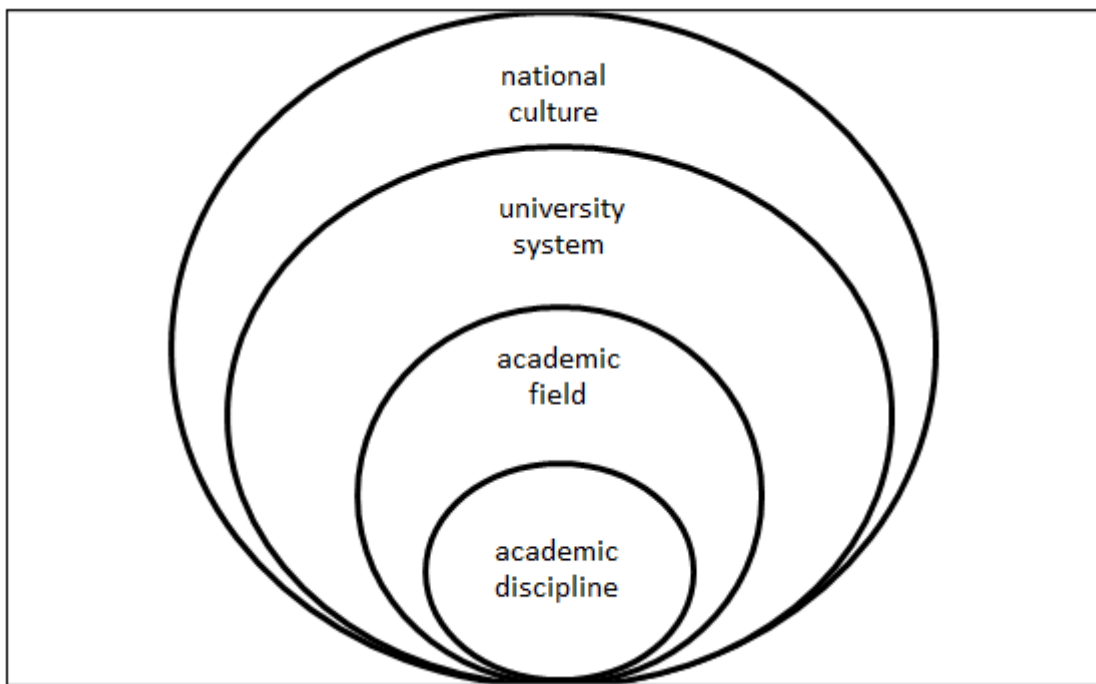 national
culture
university
system
academic
field
academic
discipline